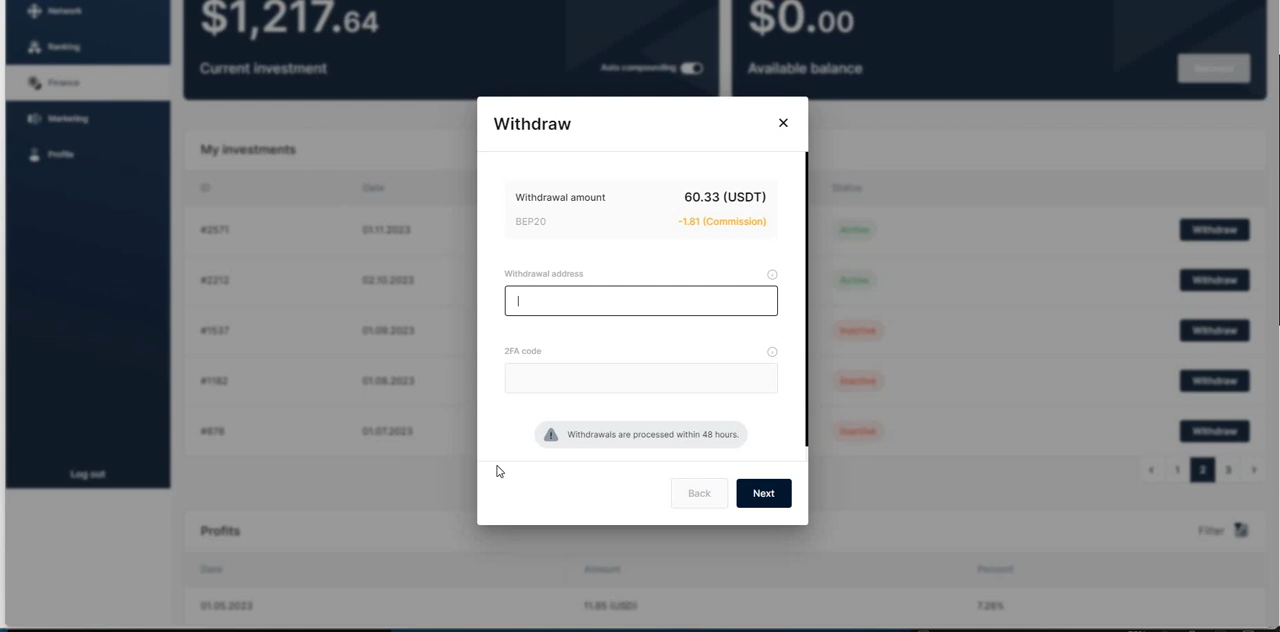 Network
$1,217.64
$0.00
Ranking
Current investment
Auto compounding
Available balance
Finance
Withdraw
Marketing
My investments
Profile
ID
Date
Status
Withdrawal amount
60.33 (USDT)
BEP20
-1.81 (Commission)
#2571
01.11.2023
Active
Withdraw
Withdrawal address
#2212
02.10.2023
Active
Withdraw
#1537
01.09.2023
Inactive
Withdraw
2FA code
#1182
01.08.2023
Inactive
Withdraw
#878
01.07.2023
Withdrawals are processed within 48 hours.
Inactive
Withdraw
Log out
< 1 2 3 >
Back
Next
Profits
Filter
Date
Amount
Percent
01.05.2023
11.85 (USD)
7.26%